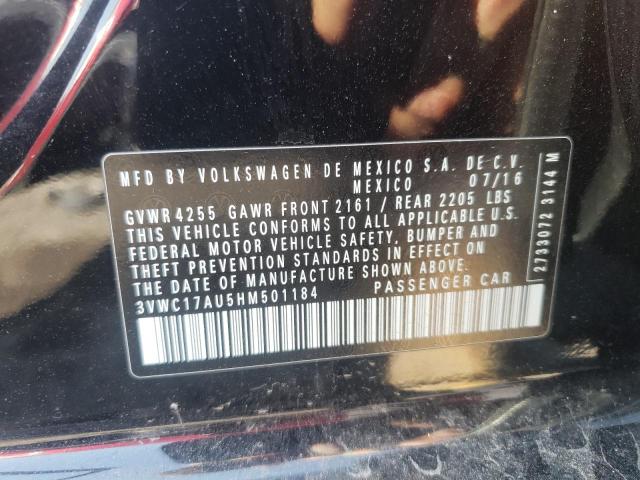 MFD BY VOLKSWAGEN DE MEXICO S.A. DE C.V.
MEXICO 07/16
GVWR 4255 GAWR FRONT 2161 / REAR 2205 LBS
THIS VEHICLE CONFORMS TO ALL APPLICABLE U.S.
FEDERAL MOTOR VEHICLE SAFETY, BUMPER AND
THEFT PREVENTION STANDARDS IN EFFECT ON
THE DATE OF MANUFACTURE SHOWN ABOVE.
3VWC17AU5HM501184 PASSENGER CAR
2733072 3144 M